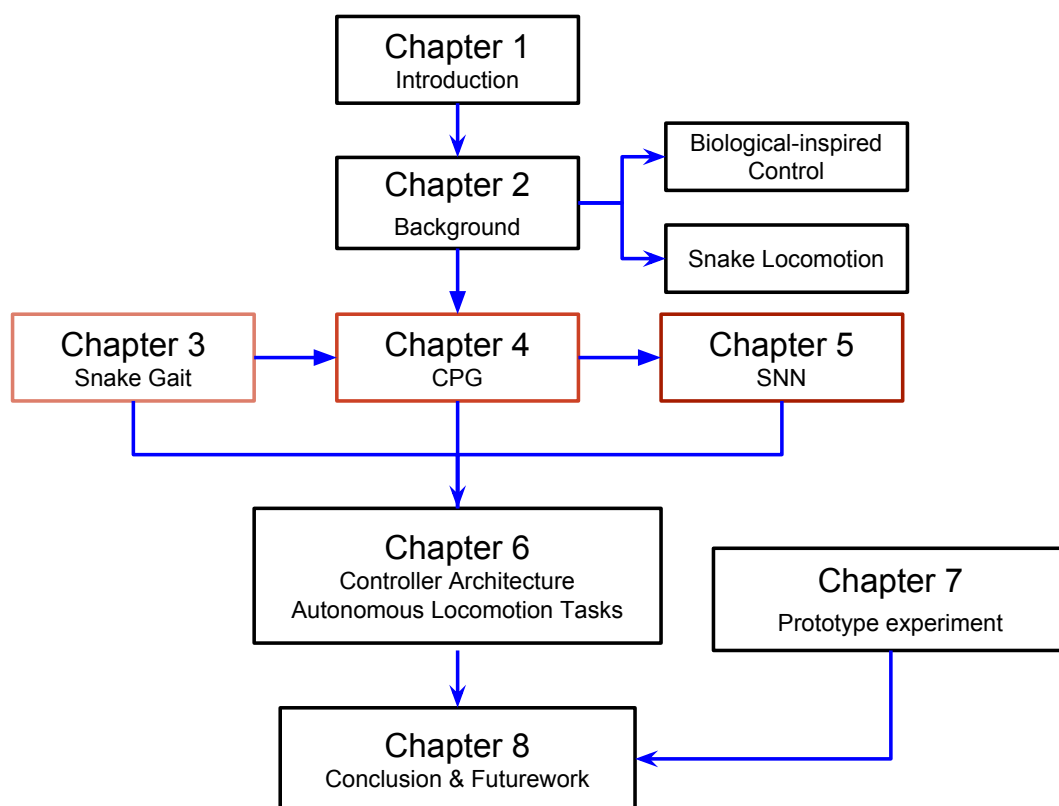 Chapter 1
Introduction
Chapter 2
Background
Biological-inspired
Control
Snake Locomotion
Chapter 3
Snake Gait
Chapter 4
CPG
Chapter 5
SNN
Chapter 6
Controller Architecture
Autonomous Locomotion Tasks
Chapter 7
Prototype experiment
Chapter 8
Conclusion & Futurework